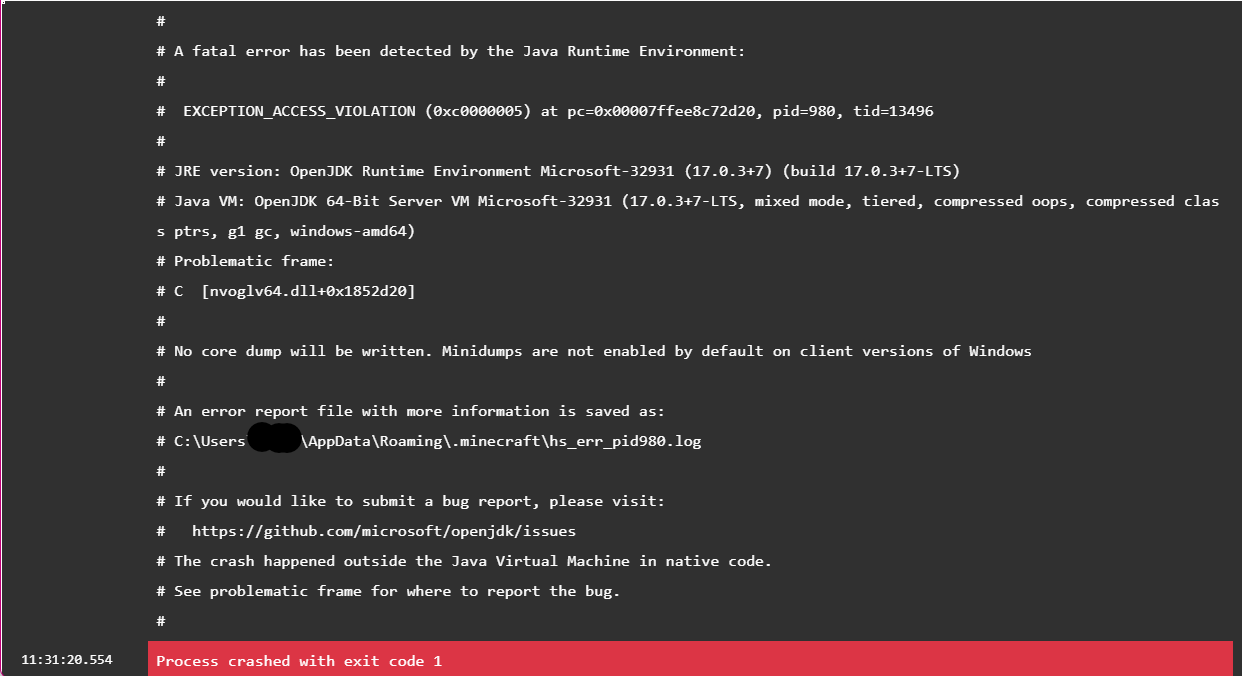 #
# A fatal error has been detected by the Java Runtime Environment:
#
#  EXCEPTION_ACCESS_VIOLATION (0xc0000005) at pc=0x00007ffee8c72d20, pid=980, tid=13496
#
# JRE version: OpenJDK Runtime Environment Microsoft-32931 (17.0.3+7) (build 17.0.3+7-LTS)
# Java VM: OpenJDK 64-Bit Server VM Microsoft-32931 (17.0.3+7-LTS, mixed mode, tiered, compressed oops, compressed clas
s ptrs, g1 gc, windows-amd64)
# Problematic frame:
# C  [nvoglv64.dll+0x1852d20]
#
# No core dump will be written. Minidumps are not enabled by default on client versions of Windows
#
# An error report file with more information is saved as:
# C:\Users \AppData\Roaming\.minecraft\hs_err_pid980.log
#
# If you would like to submit a bug report, please visit:
#   https://github.com/microsoft/openjdk/issues
# The crash happened outside the Java Virtual Machine in native code.
# See problematic frame for where to report the bug.
#
11:31:20.554 Process crashed with exit code 1